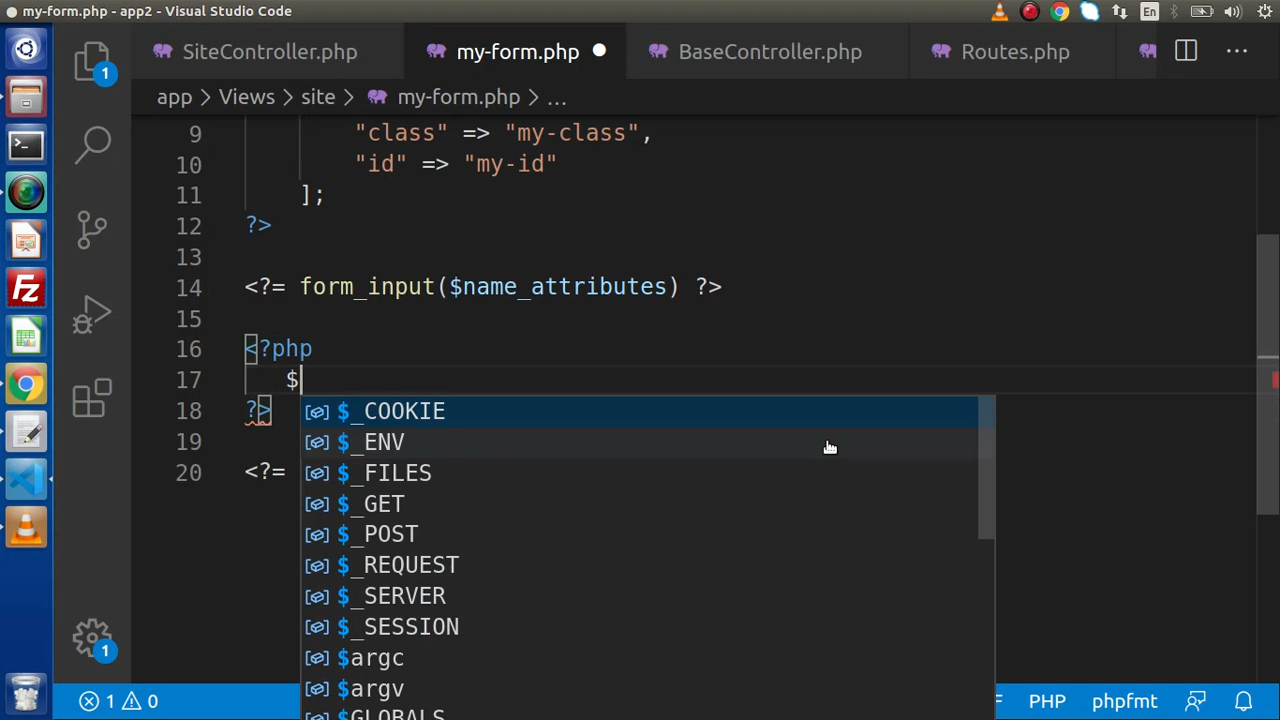 my-form.php - app2 - Visual Studio Code
En
SiteController.php
my-form.php
BaseController.php
Routes.php
app > Views > site > my-form.php > ...
9 "class" => "my-class",
10 "id" => "my-id"
11 ];
12 ?>
13
14 <?= form_input($name_attributes) ?>
15
16 <?php
17 $
18 ?>
19
20 <?=
$_COOKIE
$_ENV
$_FILES
$_GET
$_POST
$_REQUEST
$_SERVER
$_SESSION
$argc
$argv
$GLOBALS
1
1
1 0
F
PHP
phpfmt